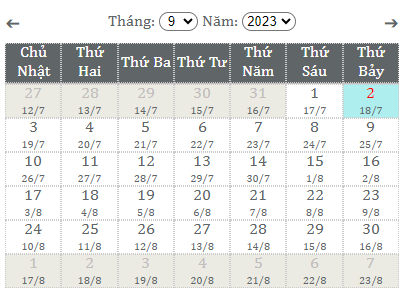 ← Tháng: 9 Năm: 2023 →
Chủ Nhật Thứ Hai Thứ Ba Thứ Tư Thứ Năm Thứ Sáu Thứ Bảy
27 28 29 30 31 1 2
12/7 13/7 14/7 15/7 16/7 17/7 18/7
3 4 5 6 7 8 9
19/7 20/7 21/7 22/7 23/7 24/7 25/7
10 11 12 13 14 15 16
26/7 27/7 28/7 29/7 30/7 1/8 2/8
17 18 19 20 21 22 23
3/8 4/8 5/8 6/8 7/8 8/8 9/8
24 25 26 27 28 29 30
10/8 11/8 12/8 13/8 14/8 15/8 16/8
1 2 3 4 5 6 7
17/8 18/8 19/8 20/8 21/8 22/8 23/8